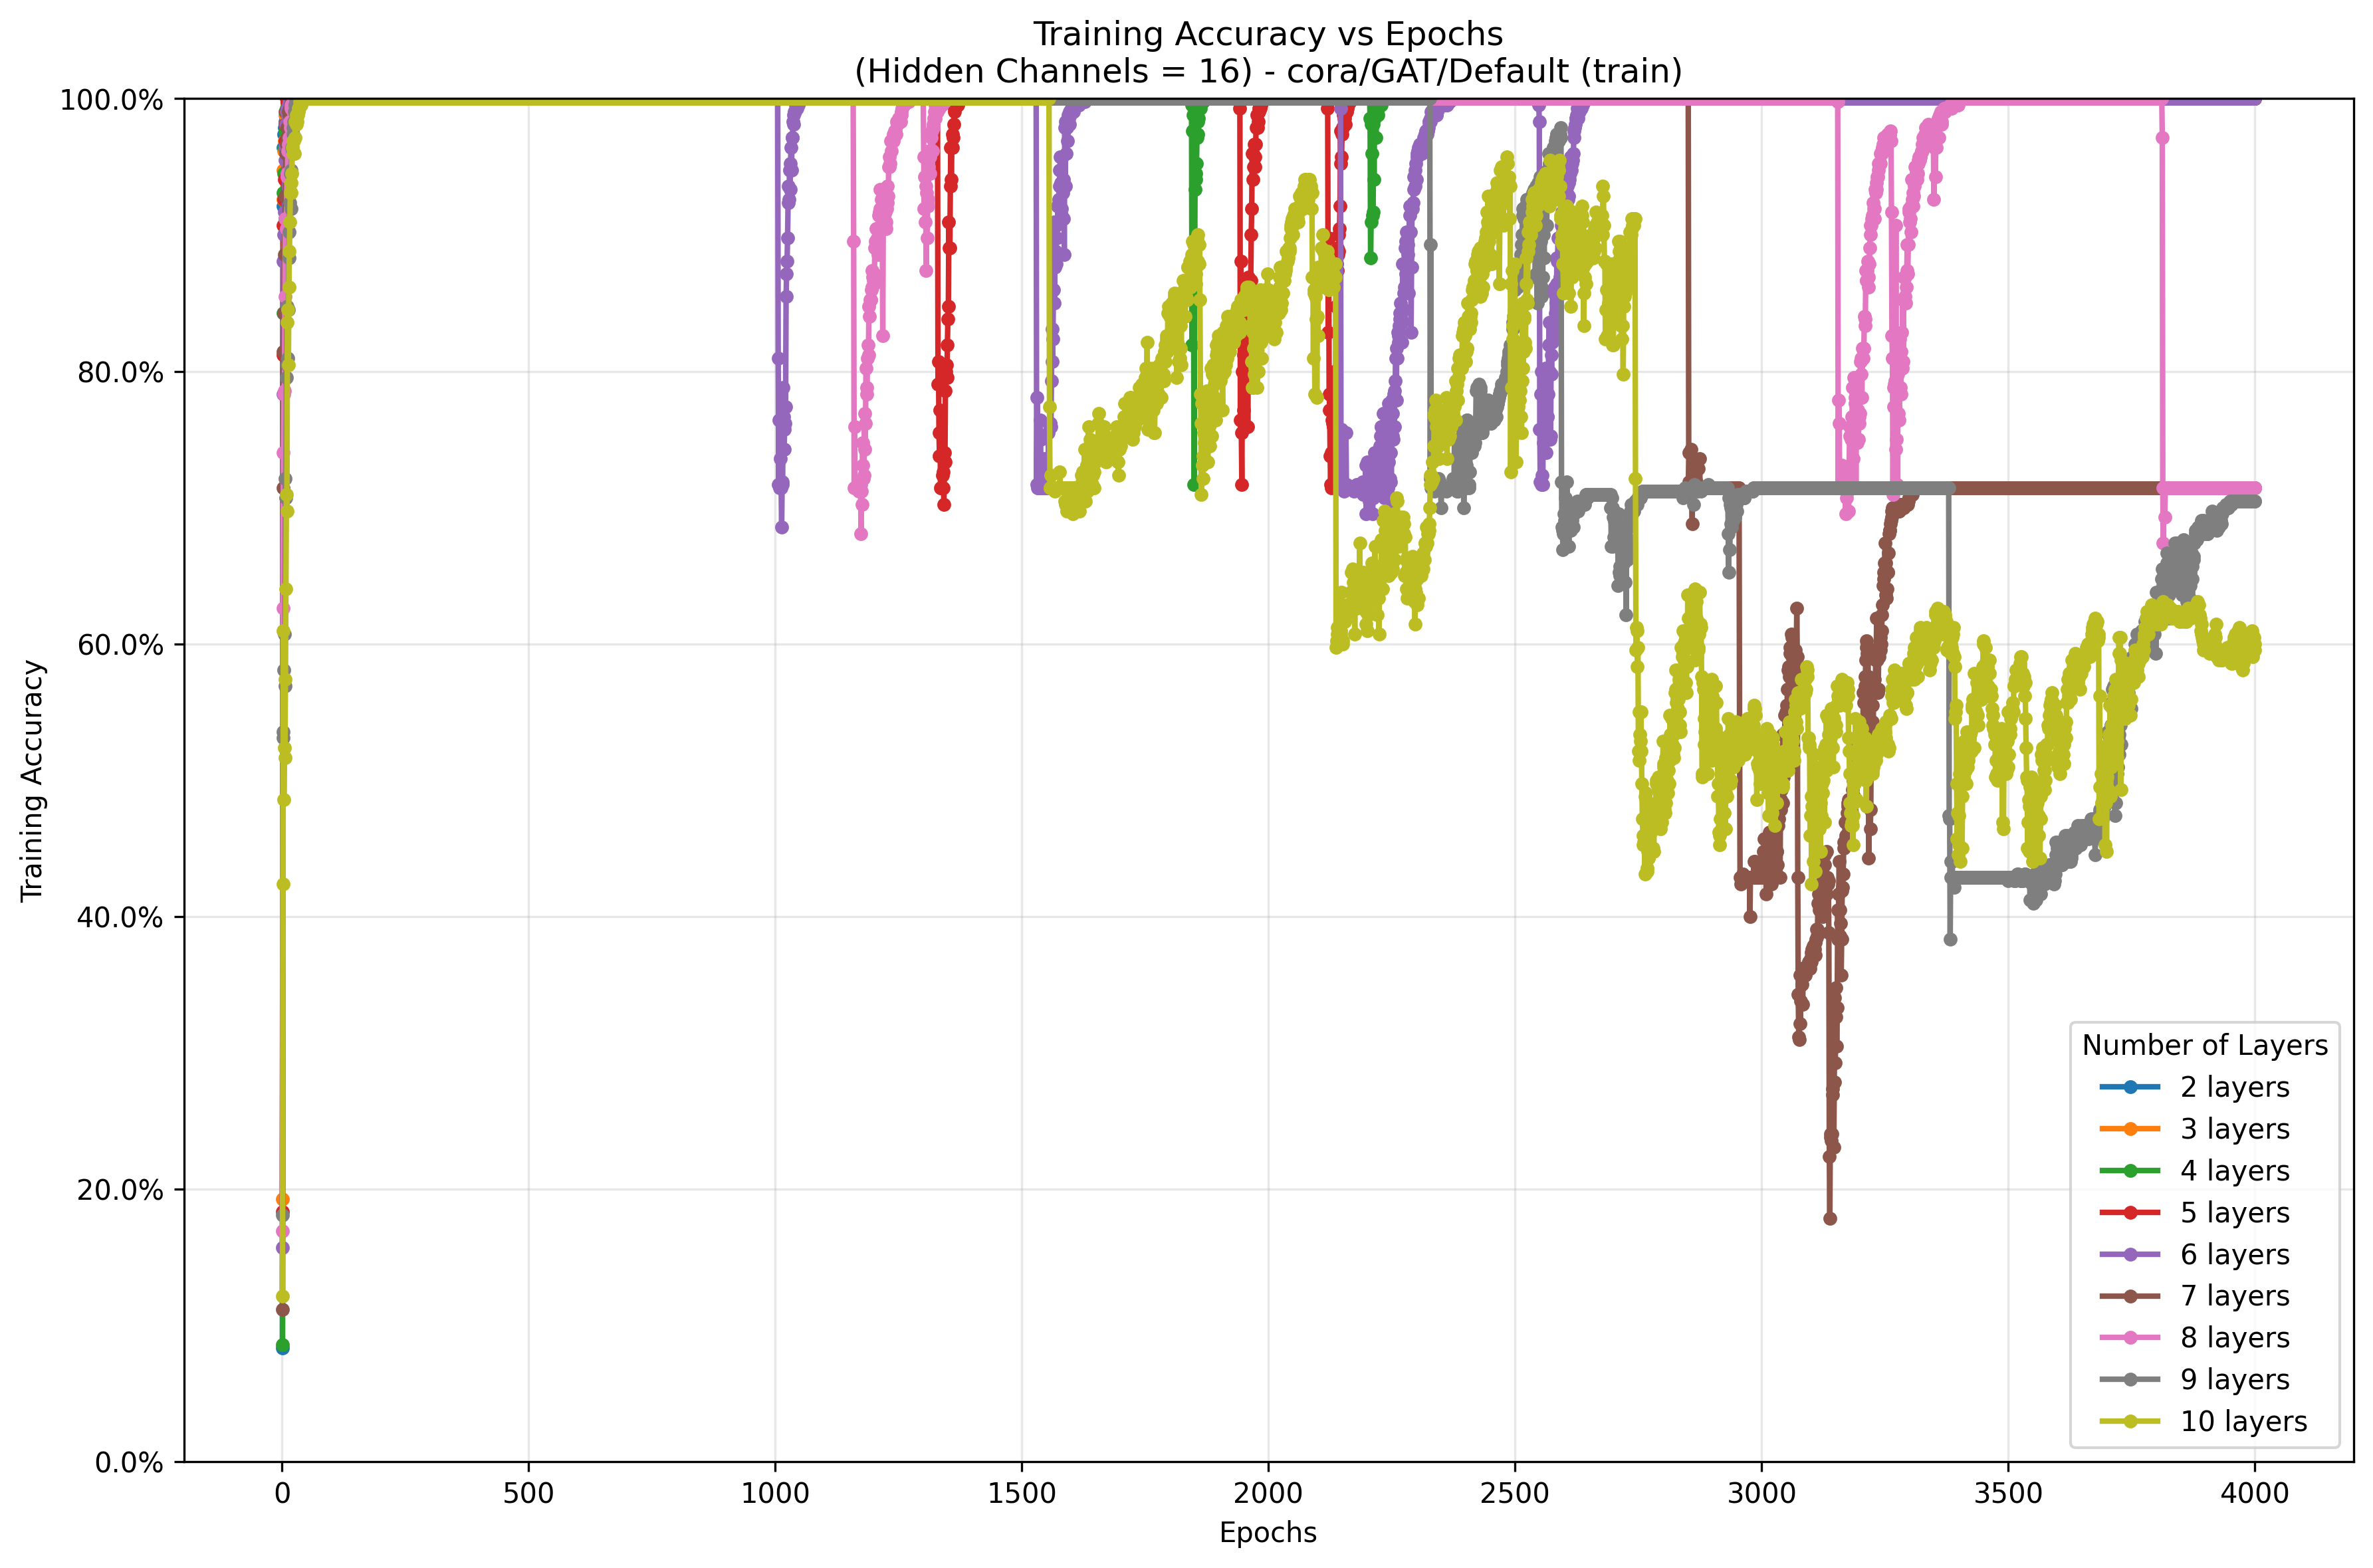 Training Accuracy vs Epochs
(Hidden Channels = 16) - cora/GAT/Default (train)
Training Accuracy
100.0%
80.0%
60.0%
40.0%
20.0%
0.0%
0
500
1000
1500
2000
2500
3000
3500
4000
Epochs
Number of Layers
2 layers
3 layers
4 layers
5 layers
6 layers
7 layers
8 layers
9 layers
10 layers